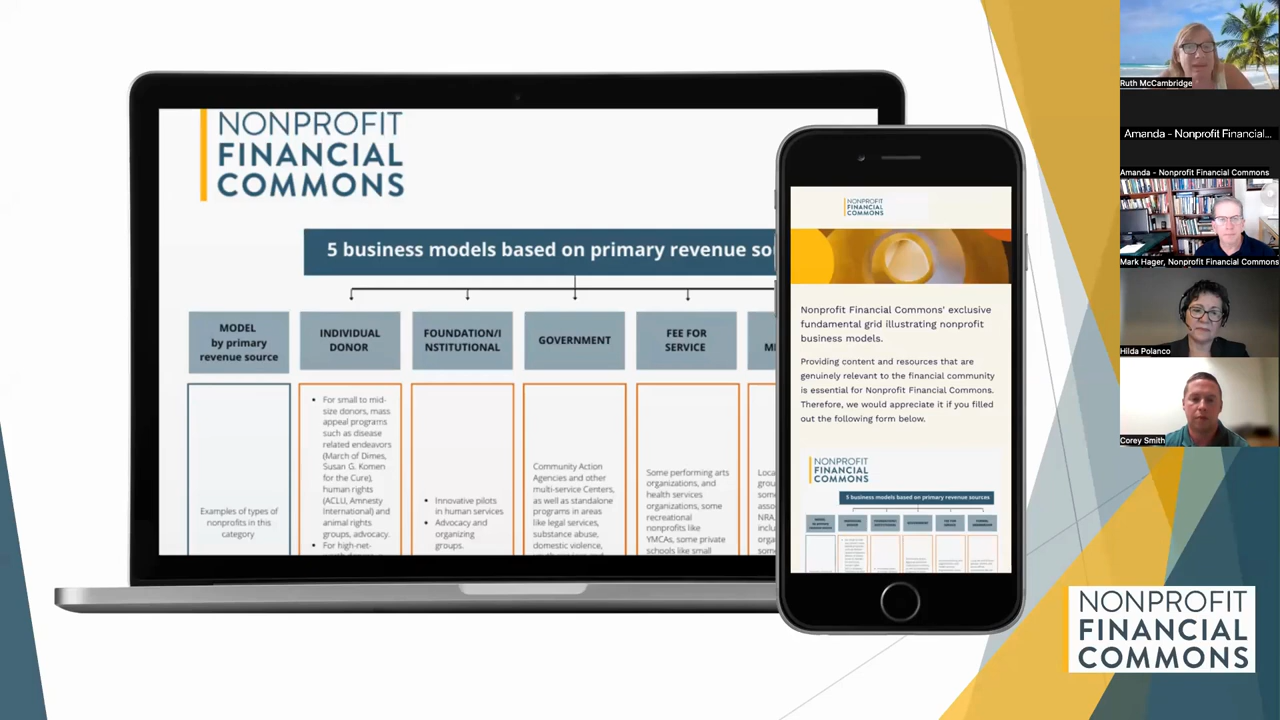 NONPROFIT
FINANCIAL
COMMONS
5 business models based on primary revenue sou
MODEL
by primary
revenue source
INDIVIDUAL
DONOR
FOUNDATION/I
NSTITUTIONAL
GOVERNMENT
FEE FOR
SERVICE
Examples of types of
nonprofits in this
category
• For small to mid-
size donors, mass
appeal programs
such as disease
related endeavors
(March of Dimes,
Susan G. Komen
for the Cure),
human rights
(ACLU, Amnesty
International) and
animal rights
groups, advocacy.
• For high-net-
• Innovative pilots
in human services
• Advocacy and
organizing
groups.
Community Action
Agencies and other
multi-service Centers,
as well as standalone
programs in areas
like legal services,
substance abuse,
domestic violence,
Some performing arts
organizations, and
health services
organizations, some
recreational
nonprofits like
YMCAs, some private
schools like small
Loca
grou
some
asso
NRA.
inclu
orga
som
NONPROFIT
FINANCIAL
COMMONS
Nonprofit Financial Commons' exclusive
fundamental grid illustrating nonprofit
business models.
Providing content and resources that are
genuinely relevant to the financial community
is essential for Nonprofit Financial Commons.
Therefore, we would appreciate it if you filled
out the following form below.
NONPROFIT
FINANCIAL
COMMONS
5 business models based on primary revenue sources
Ruth McCambridge
Amanda - Nonprofit Financial...
Amanda - Nonprofit Financial Commons
Mark Hager, Nonprofit Financial Commons
Hilda Polanco
Corey Smith
NONPROFIT
FINANCIAL
COMMONS